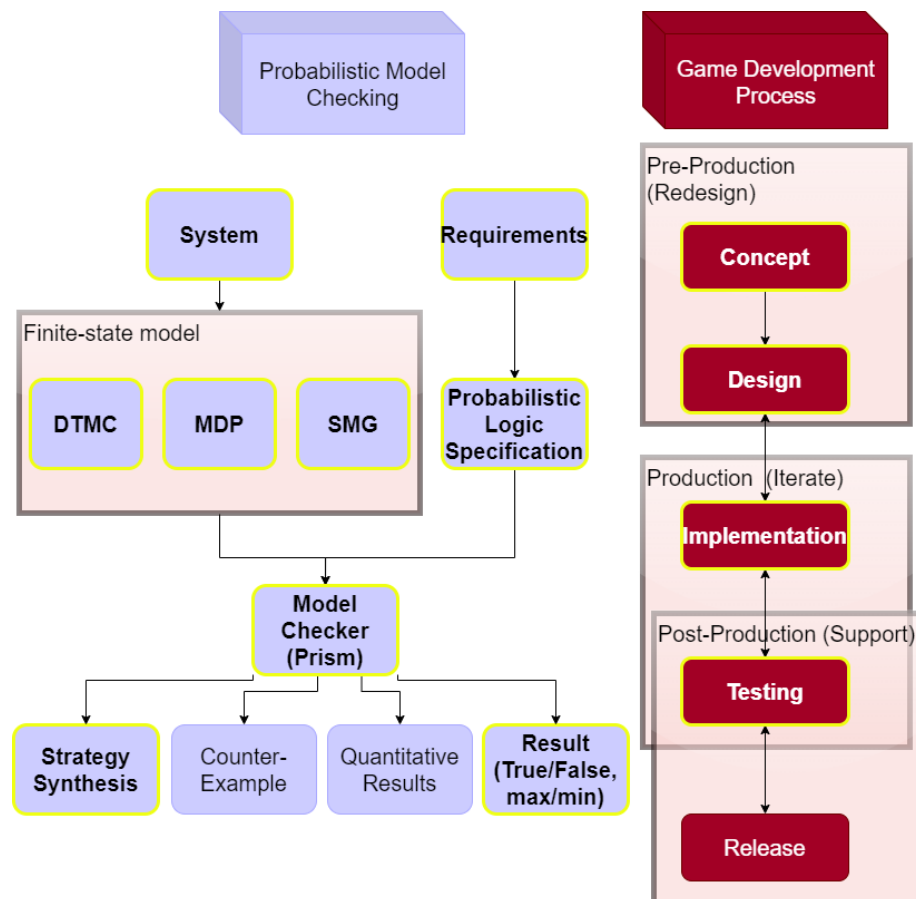 Probabilistic Model
Checking
Game Development
Process
System
Requirements
Finite-state model
DTMC
MDP
SMG
Probabilistic
Logic
Specification
Model
Checker
(Prism)
Strategy
Synthesis
Counter-
Example
Quantitative
Results
Result
(True/False,
max/min)
Pre-Production
(Redesign)
Concept
Design
Production  (Iterate)
Implementation
Post-Production (Support)
Testing
Release